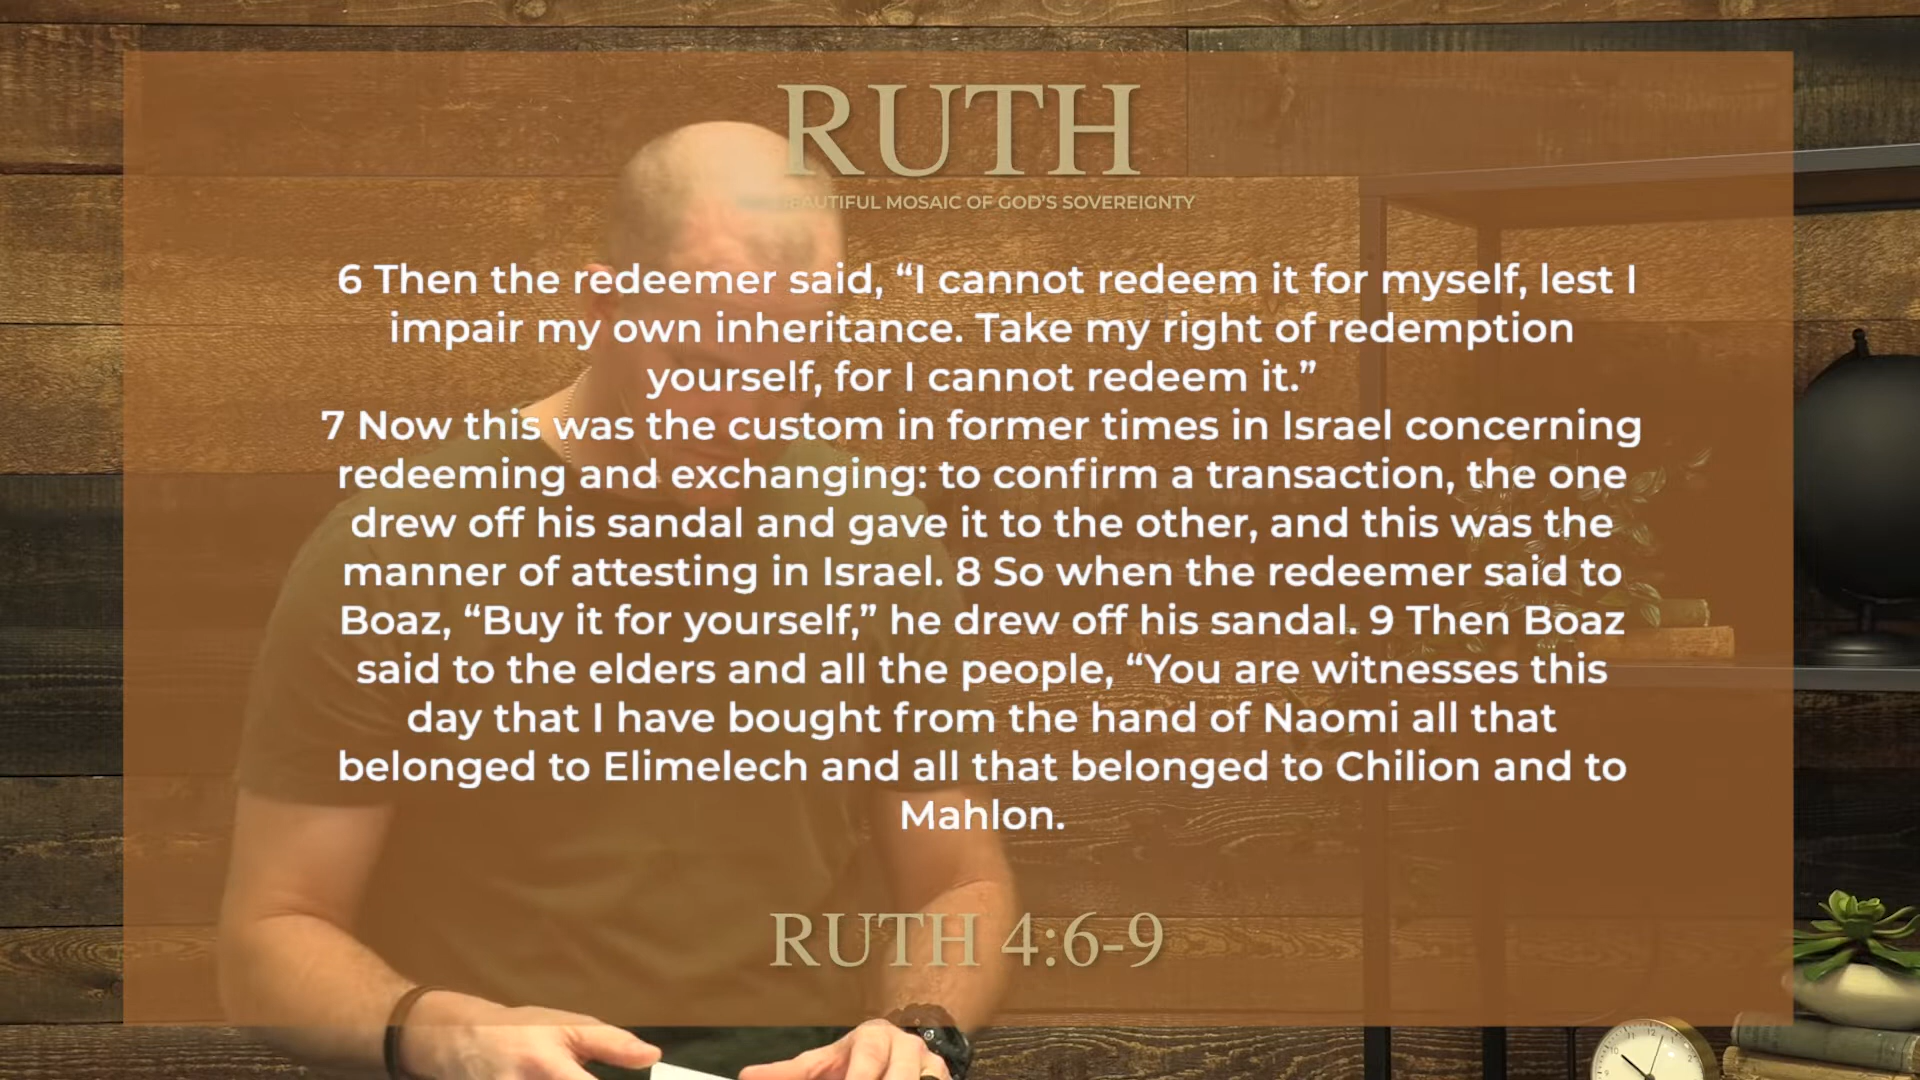 RUTH
BEAUTIFUL MOSAIC OF GOD'S SOVEREIGNTY
6 Then the redeemer said, “I cannot redeem it for myself, lest I
impair my own inheritance. Take my right of redemption
yourself, for I cannot redeem it.”
7 Now this was the custom in former times in Israel concerning
redeeming and exchanging: to confirm a transaction, the one
drew off his sandal and gave it to the other, and this was the
manner of attesting in Israel. 8 So when the redeemer said to
Boaz, “Buy it for yourself,” he drew off his sandal. 9 Then Boaz
said to the elders and all the people, “You are witnesses this
day that I have bought from the hand of Naomi all that
belonged to Elimelech and all that belonged to Chilion and to
Mahlon.
RUTH 4:6-9